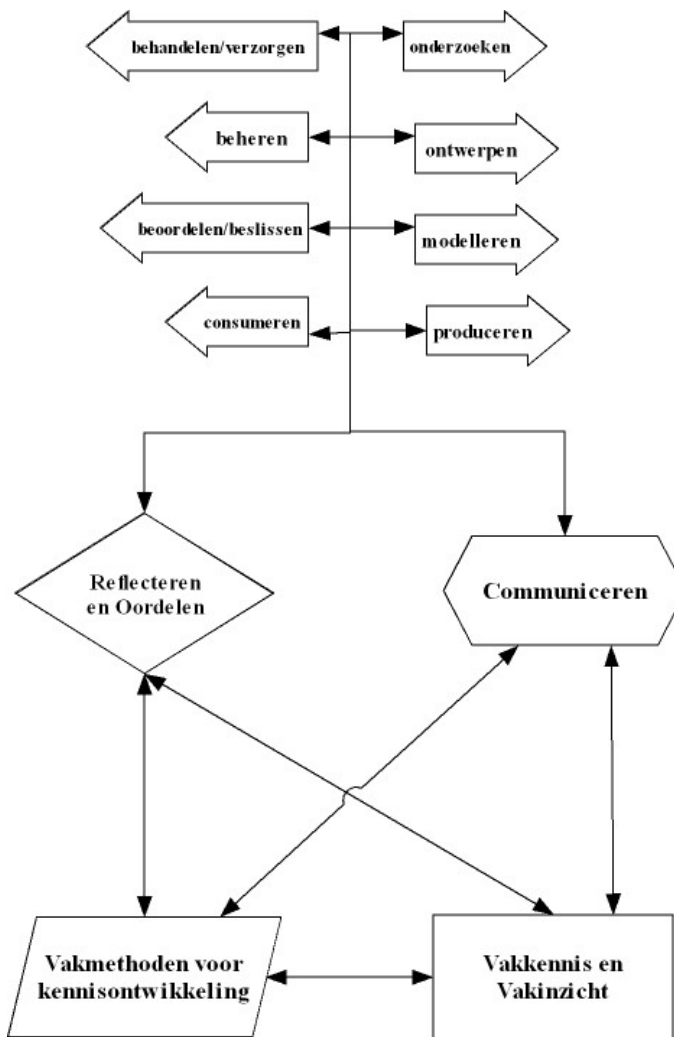 behandelen/verzorgen
onderzoeken
beheren
ontwerpen
beoordelen/beslissen
modelleren
consumeren
produceren
Reflecteren
en Oordelen
Communiceren
Vakmethoden voor
kennisontwikkeling
Vakkennis en
Vakinzicht